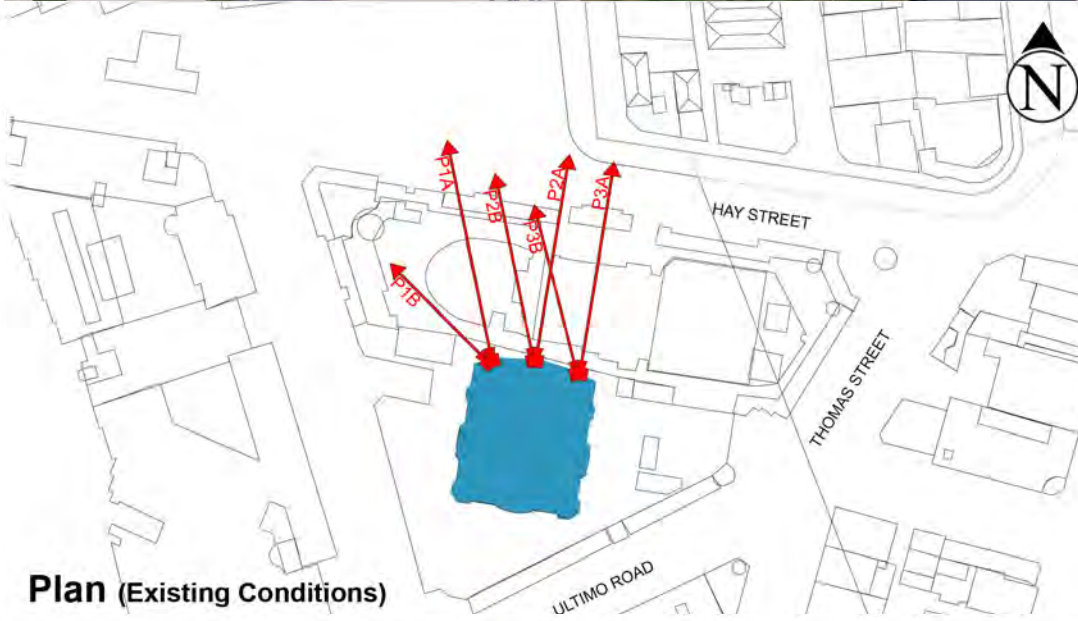 N
P1A
P2B
P2A
P3A
P3B
P1B
HAY STREET
THOMAS STREET
ULTIMO ROAD
Plan (Existing Conditions)